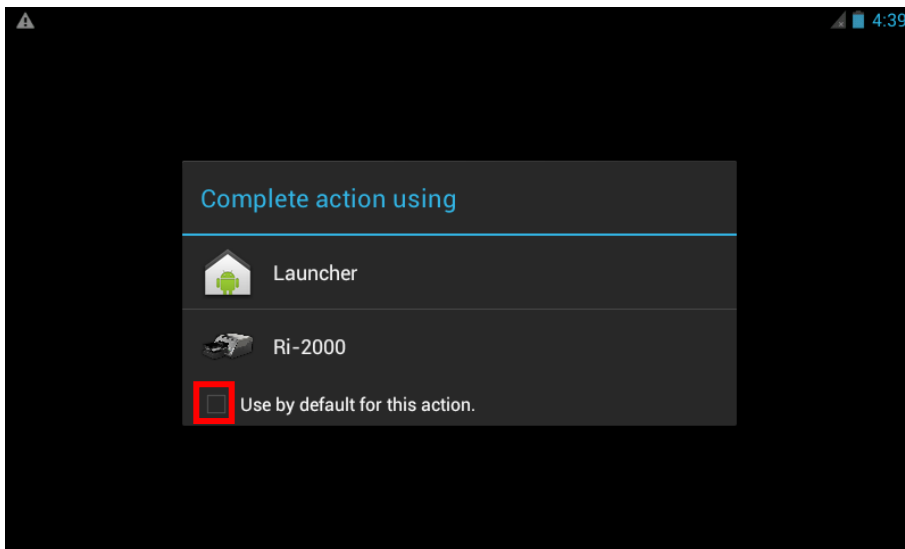 4:39
Complete action using
Launcher
Ri-2000
Use by default for this action.